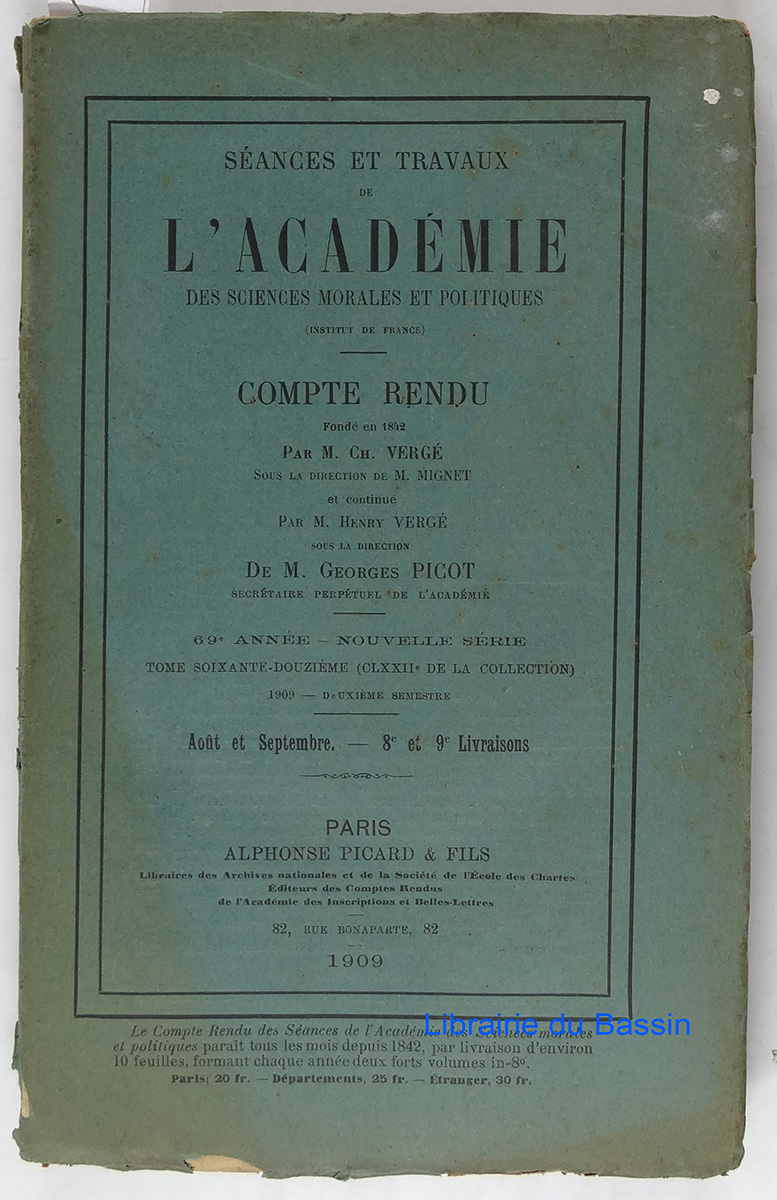 SÉANCES ET TRAVAUX
DE
L'ACADÉMIE
DES SCIENCES MORALES ET POLITIQUES
(INSTITUT DE FRANCE)
COMPTE RENDU
Fondé en 1842
PAR M. CH. VERGÉ
SOUS LA DIRECTION DE M. MIGNET
et continué
PAR M. HENRY VERGÉ
SOUS LA DIRECTION
DE M. GEORGES PICOT
SECRÉTAIRE PERPÉTUEL DE L'ACADÉMIE
69e ANNÉE — NOUVELLE SÉRIE
TOME SOIXANTE-DOUZIÈME (CLXXIIe DE LA COLLECTION)
1909 — DEUXIÈME SEMESTRE
Août et Septembre. — 8e et 9e Livraisons
PARIS
ALPHONSE PICARD & FILS
Libraires des Archives nationales et de la Société de l'École des Chartes
Éditeurs des Comptes Rendus
de l'Académie des Inscriptions et Belles-Lettres
82, RUE BONAPARTE, 82
1909
Le Compte Rendu des Séances de l'Académie des Sciences morales
et politiques paraît tous les mois depuis 1842, par livraison d'environ
10 feuilles, formant chaque année deux forts volumes in-8º.
Paris; 20 fr. — Départements, 25 fr. — Étranger, 30 fr.
Librairie du Bassin